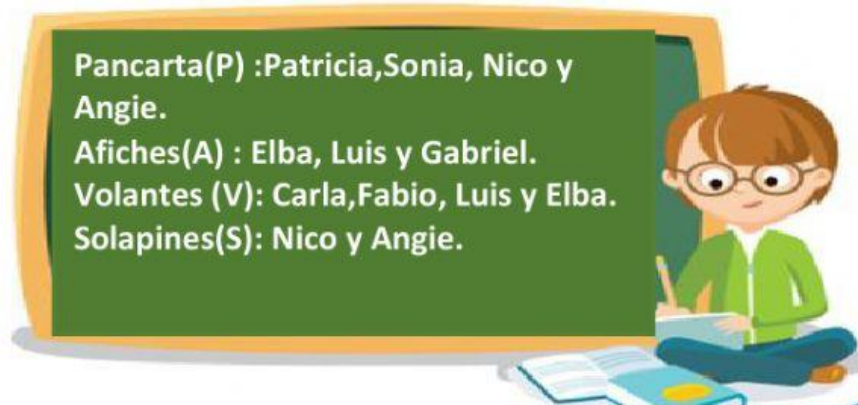 Pancarta(P) :Patricia,Sonia, Nico y
Angie.
Afiches(A) : Elba, Luis y Gabriel.
Volantes (V): Carla,Fabio, Luis y Elba.
Solapines(S): Nico y Angie.